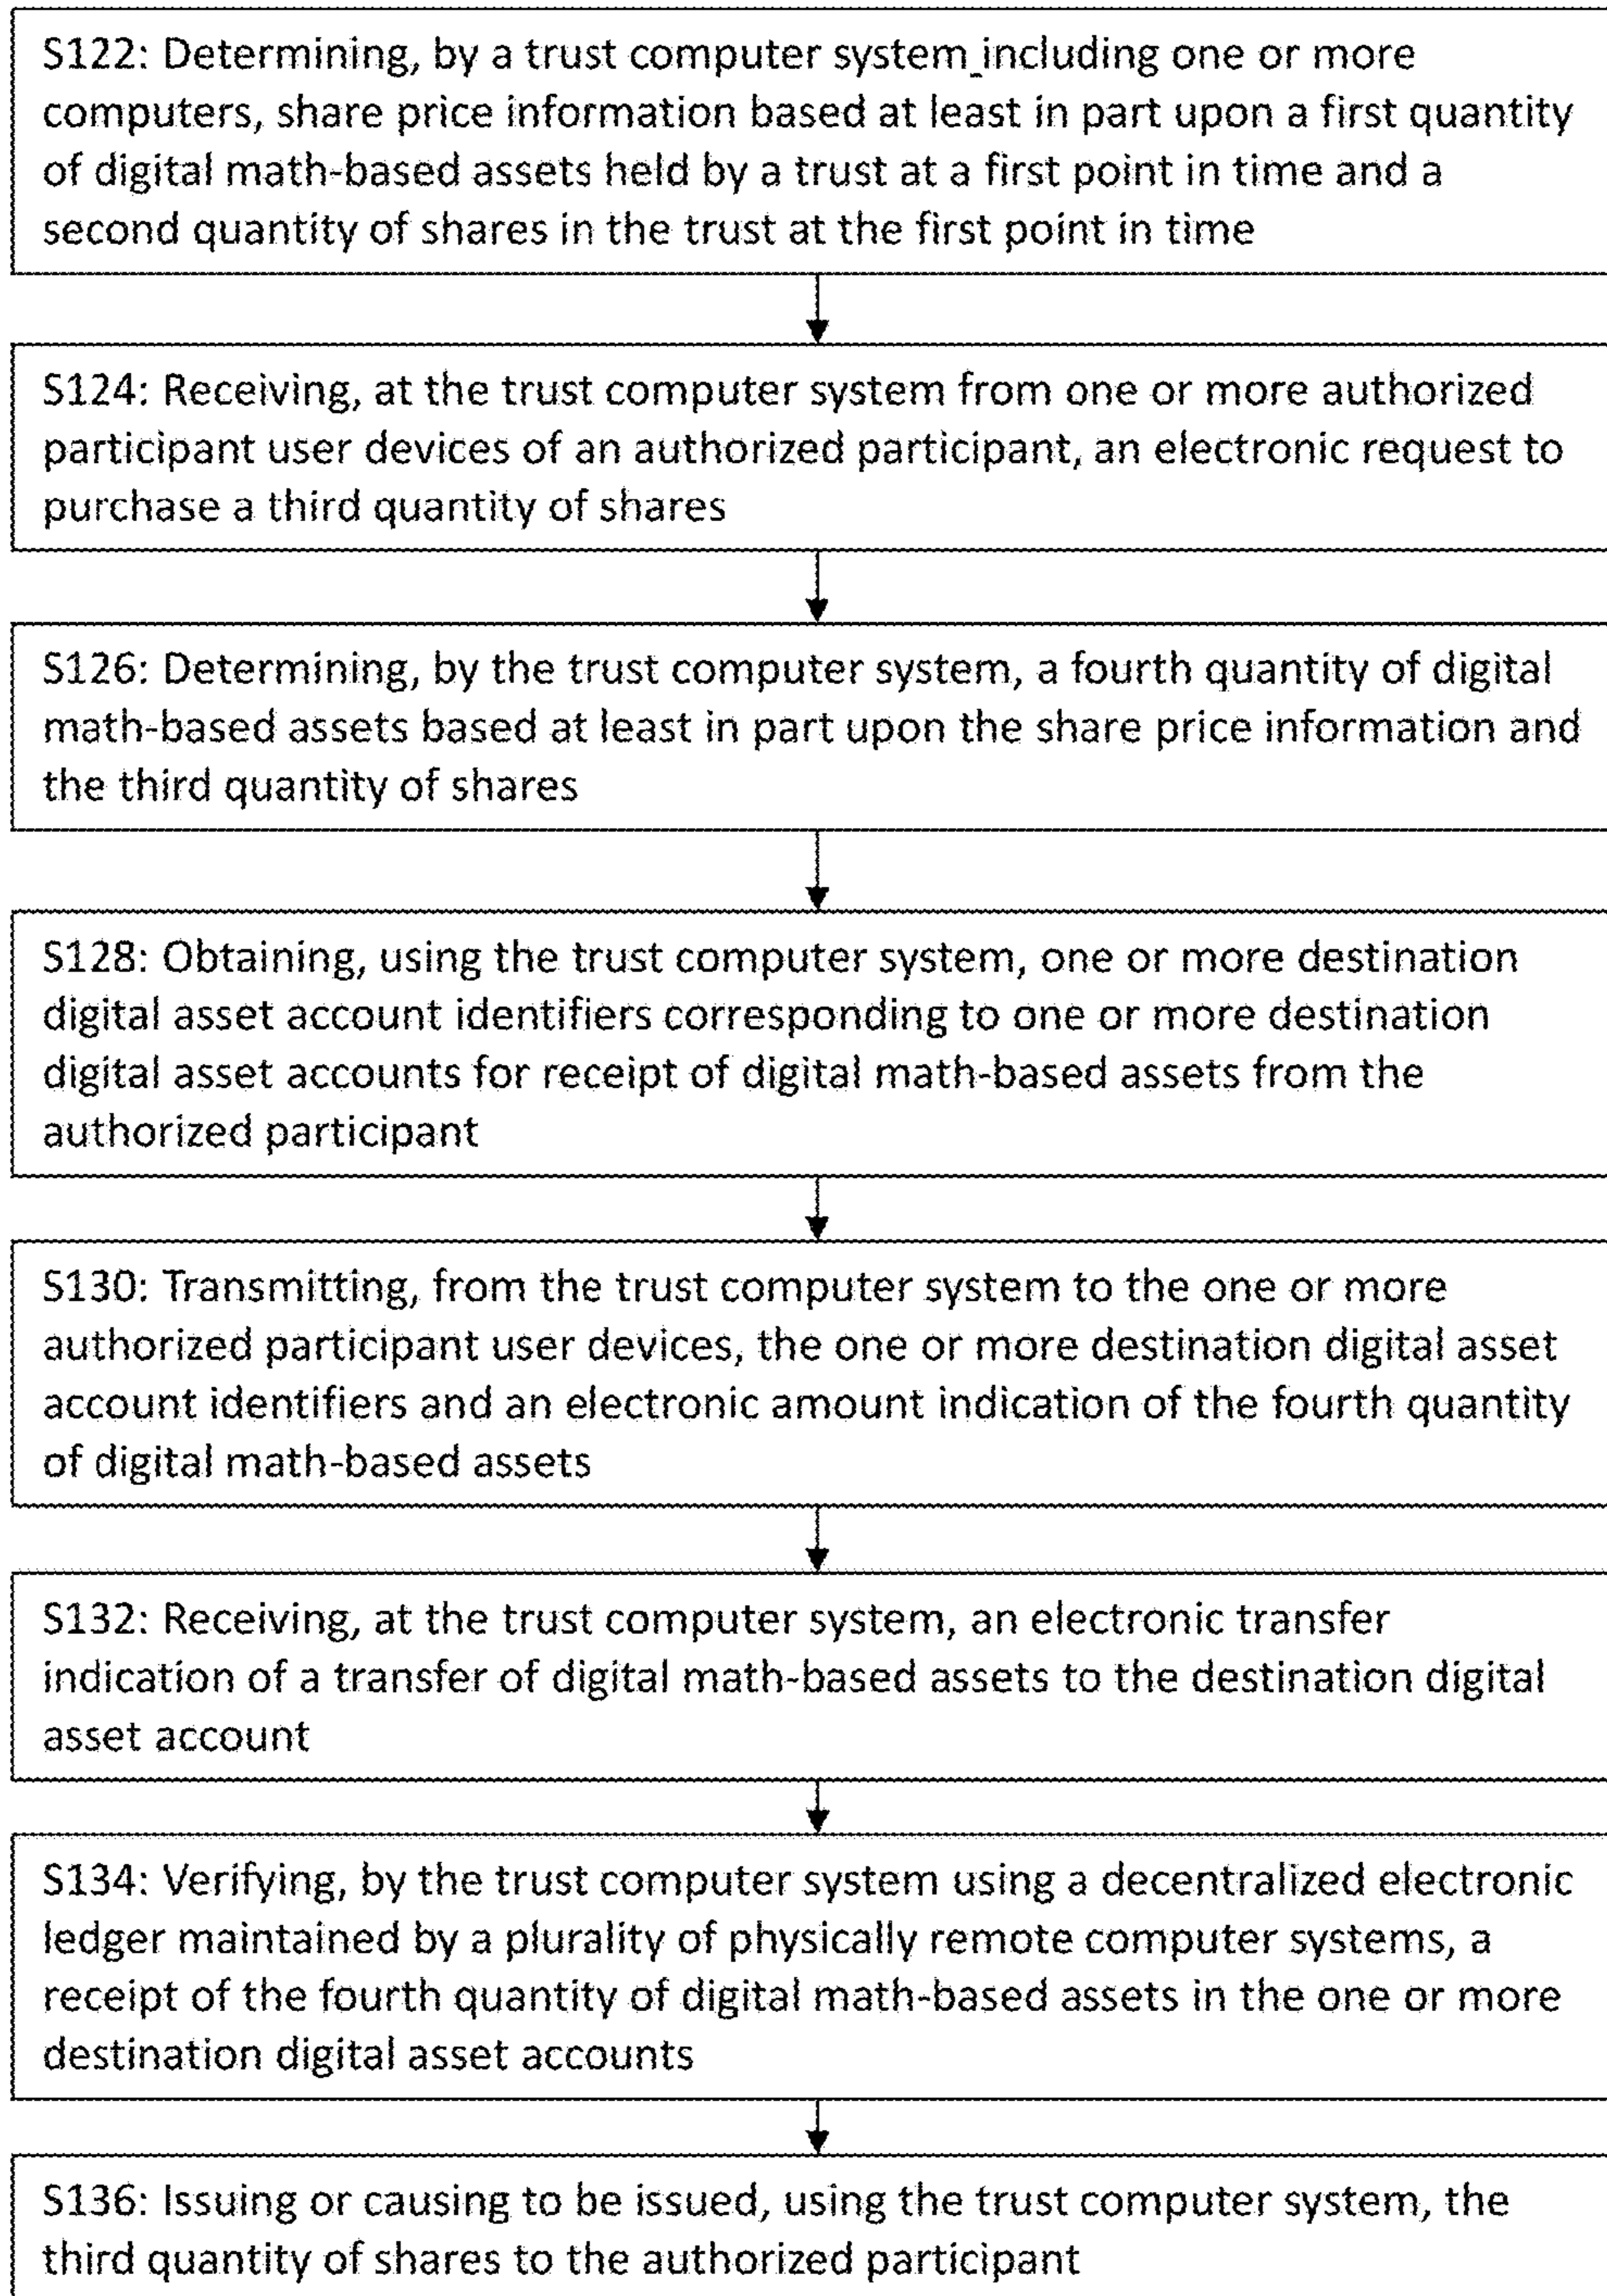 S122: Determining, by a trust computer system_including one or more
computers, share price information based at least in part upon a first quantity
of digital math-based assets held by a trust at a first point in time and a
second quantity of shares in the trust at the first point in time
S124: Receiving, at the trust computer system from one or more authorized
participant user devices of an authorized participant, an electronic request to
purchase a third quantity of shares
S126: Determining, by the trust computer system, a fourth quantity of digital
math-based assets based at least in part upon the share price information and
the third quantity of shares
S128: Obtaining, using the trust computer system, one or more destination
digital asset account identifiers corresponding to one or more destination
digital asset accounts for receipt of digital math-based assets from the
authorized participant
S130: Transmitting, from the trust computer system to the one or more
authorized participant user devices, the one or more destination digital asset
account identifiers and an electronic amount indication of the fourth quantity
of digital math-based assets
S132: Receiving, at the trust computer system, an electronic transfer
indication of a transfer of digital math-based assets to the destination digital
asset account
S134: Verifying, by the trust computer system using a decentralized electronic
ledger maintained by a plurality of physically remote computer systems, a
receipt of the fourth quantity of digital math-based assets in the one or more
destination digital asset accounts
S136: Issuing or causing to be issued, using the trust computer system, the
third quantity of shares to the authorized participant